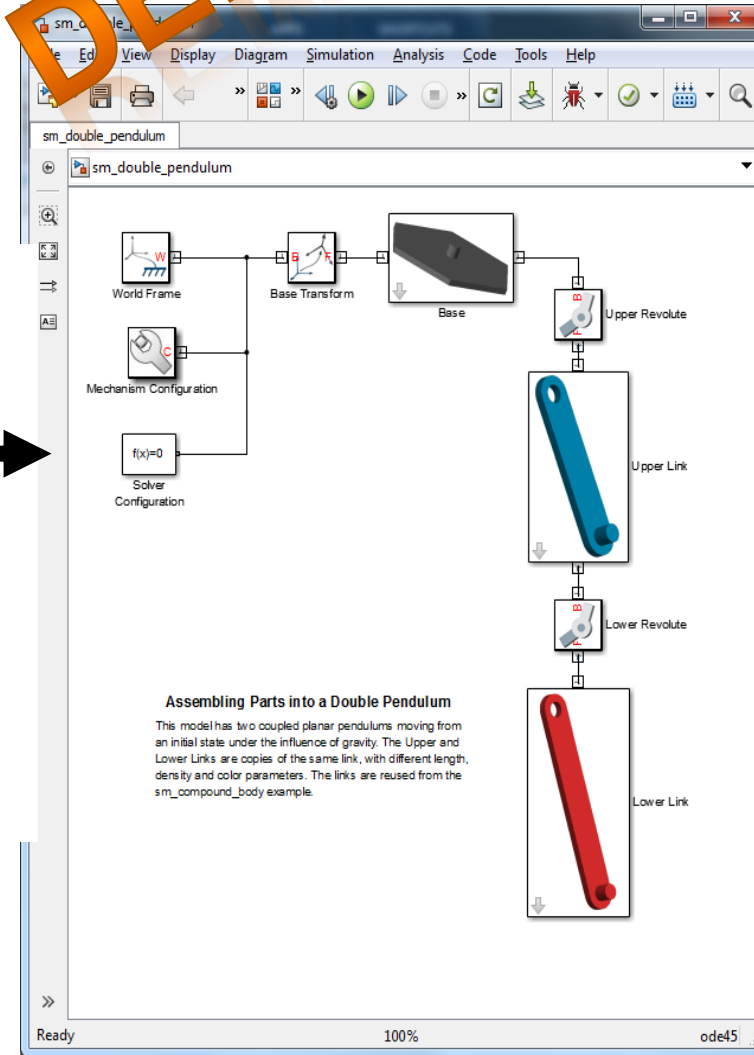 DE
sm_d
Edit View Display Diagram Simulation Analysis Code Tools Help
» »  »
sm_double_pendulum
sm_double_pendulum
A
W
World Frame
B F
Base Transform
Base
B
F
Upper Revolute
C
Mechanism Configuration
Upper Link
f(x)=0
Solver
Configuration
B
F
Lower Revolute
Assembling Parts into a Double Pendulum
This model has two coupled planar pendulums moving from
an initial state under the influence of gravity. The Upper and
Lower Links are copies of the same link, with different length,
density and color parameters. The links are reused from the
sm_compound_body example.
Lower Link
»
Ready 100% ode45